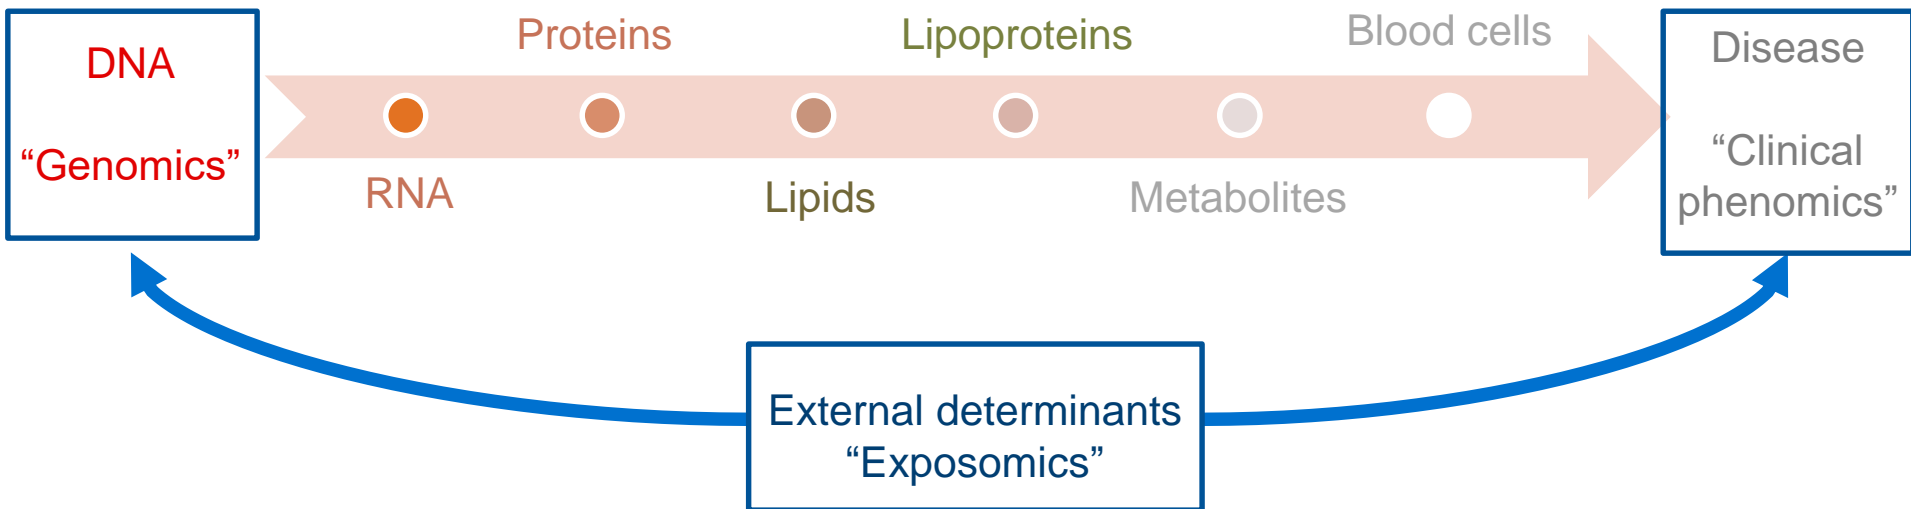 DNA
“Genomics”
Proteins
Lipoproteins
Blood cells
RNA
Lipids
Metabolites
Disease
“Clinical
phenomics”
External determinants
“Exposomics”